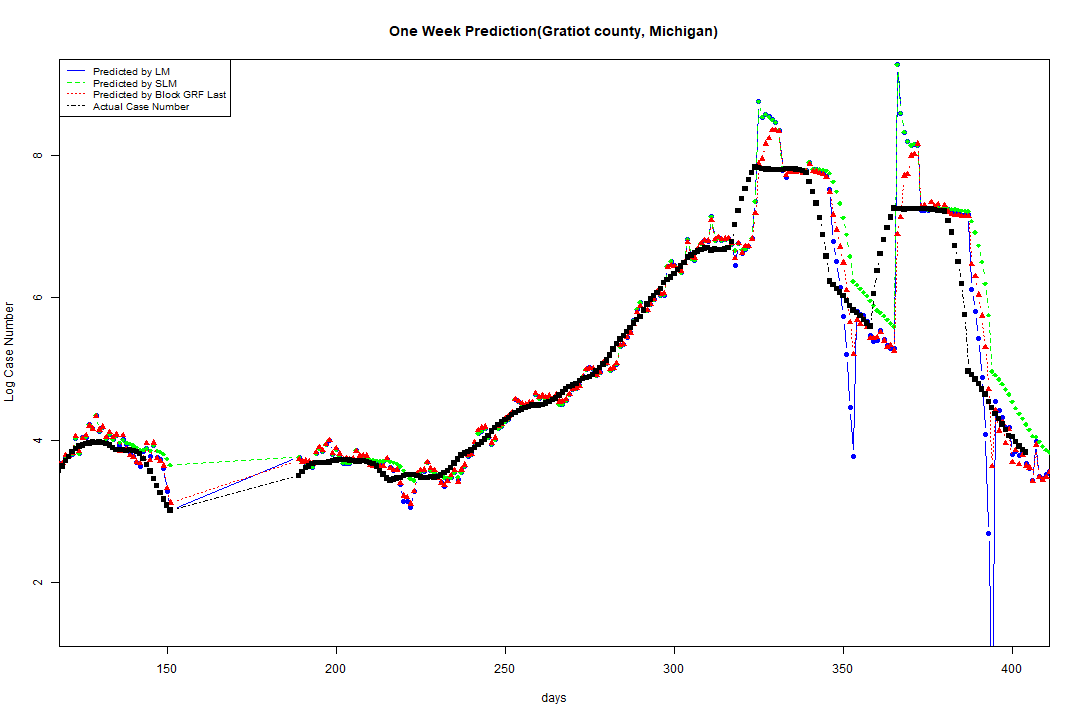 One Week Prediction(Gratiot county, Michigan)
Predicted by LM
Predicted by SLM
Predicted by Block GRF Last
Actual Case Number
8
6
4
2
Log Case Number
150 200 250 300 350 400
days